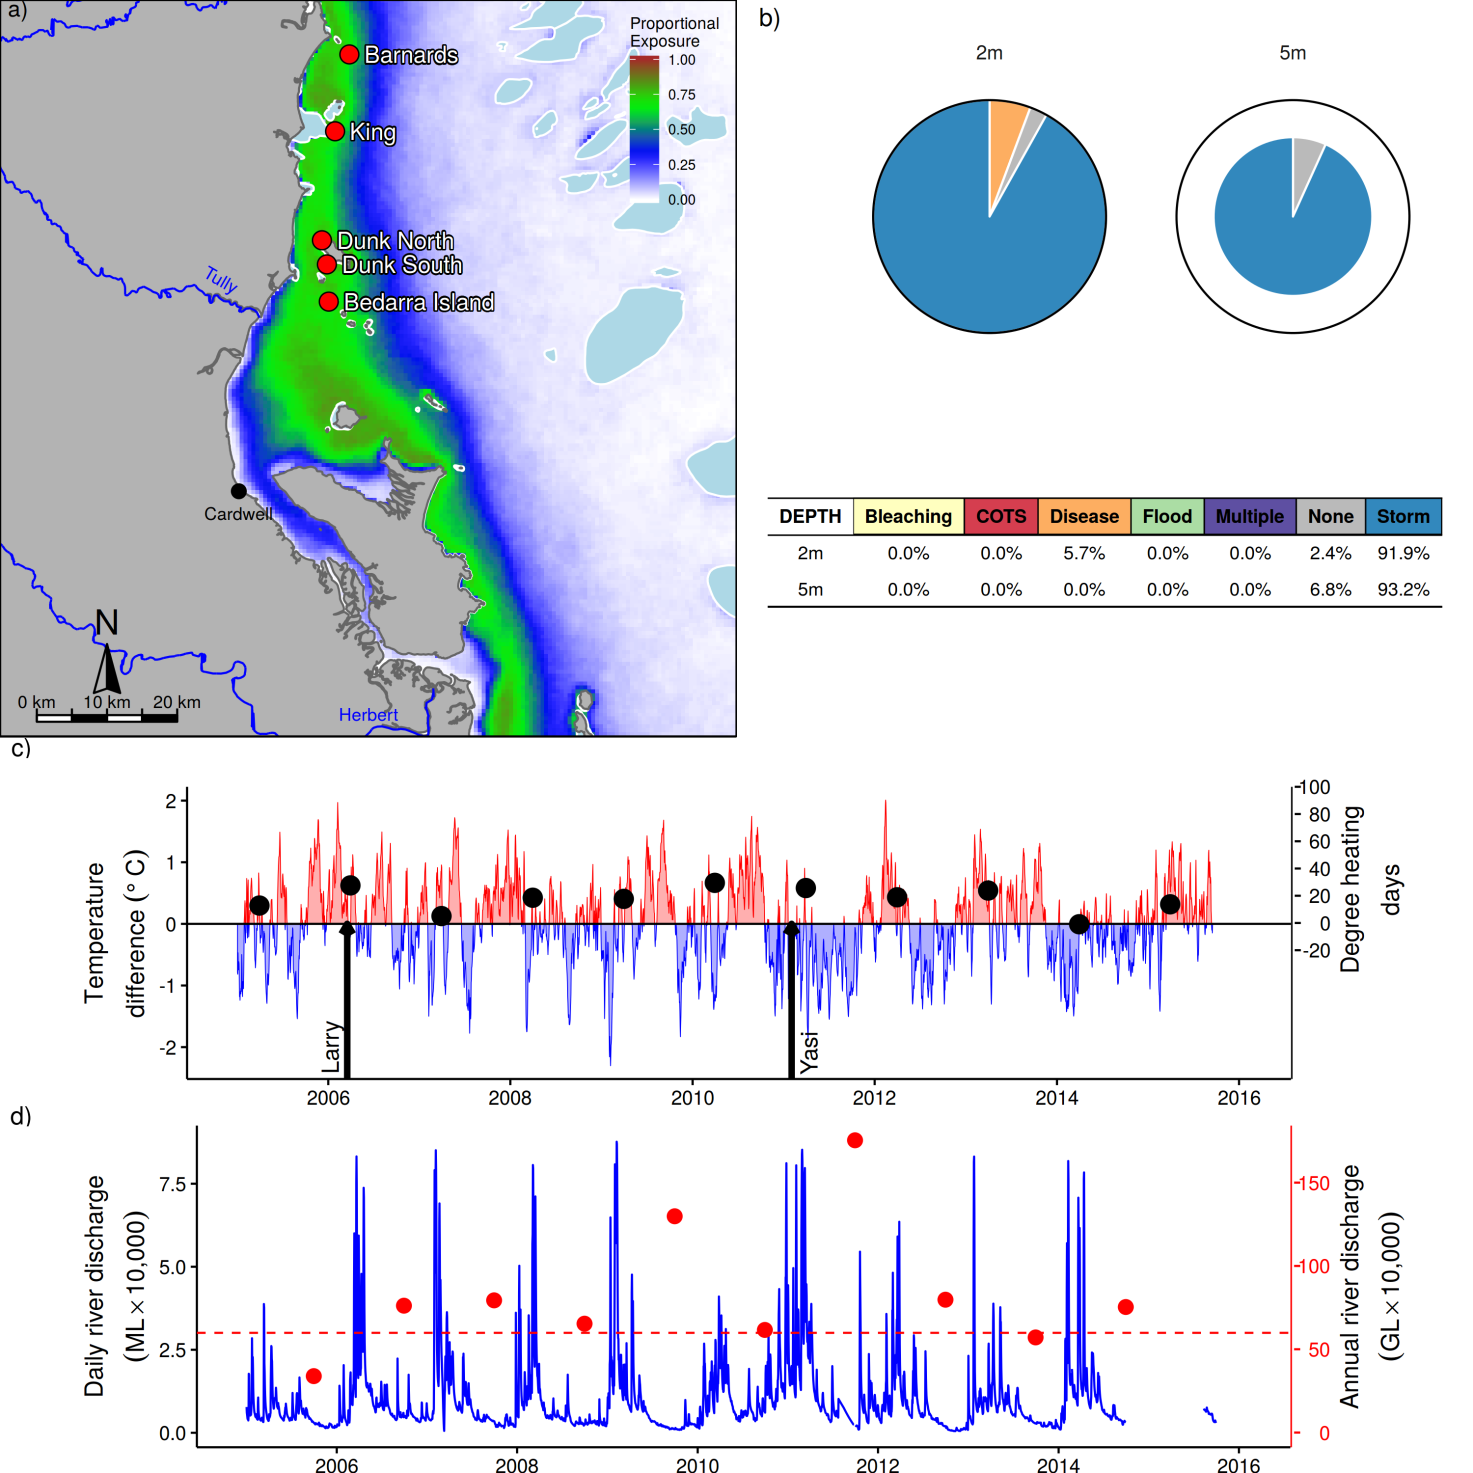 a)
Proportional
Exposure
1.00
0.75
0.50
0.25
0.00
Barnards
King
Dunk North
Dunk South
Bedarra Island
Tully
Cardwell
N
0 km 10 km 20 km
Herbert
b)
2m 5m
DEPTH Bleaching COTS Disease Flood Multiple None Storm
2m 0.0% 0.0% 5.7% 0.0% 0.0% 2.4% 91.9%
5m 0.0% 0.0% 0.0% 0.0% 0.0% 6.8% 93.2%
c)
Temperature
difference (° C)
2
1
0
-1
-2
Larry
Yasi
100
80
60
40
20
0
-20
Degree heating
days
2006 2008 2010 2012 2014 2016
d)
Daily river discharge
(ML×10,000)
7.5
5.0
2.5
0.0
150
100
50
0
Annual river discharge
(GL×10,000)
2006 2008 2010 2012 2014 2016